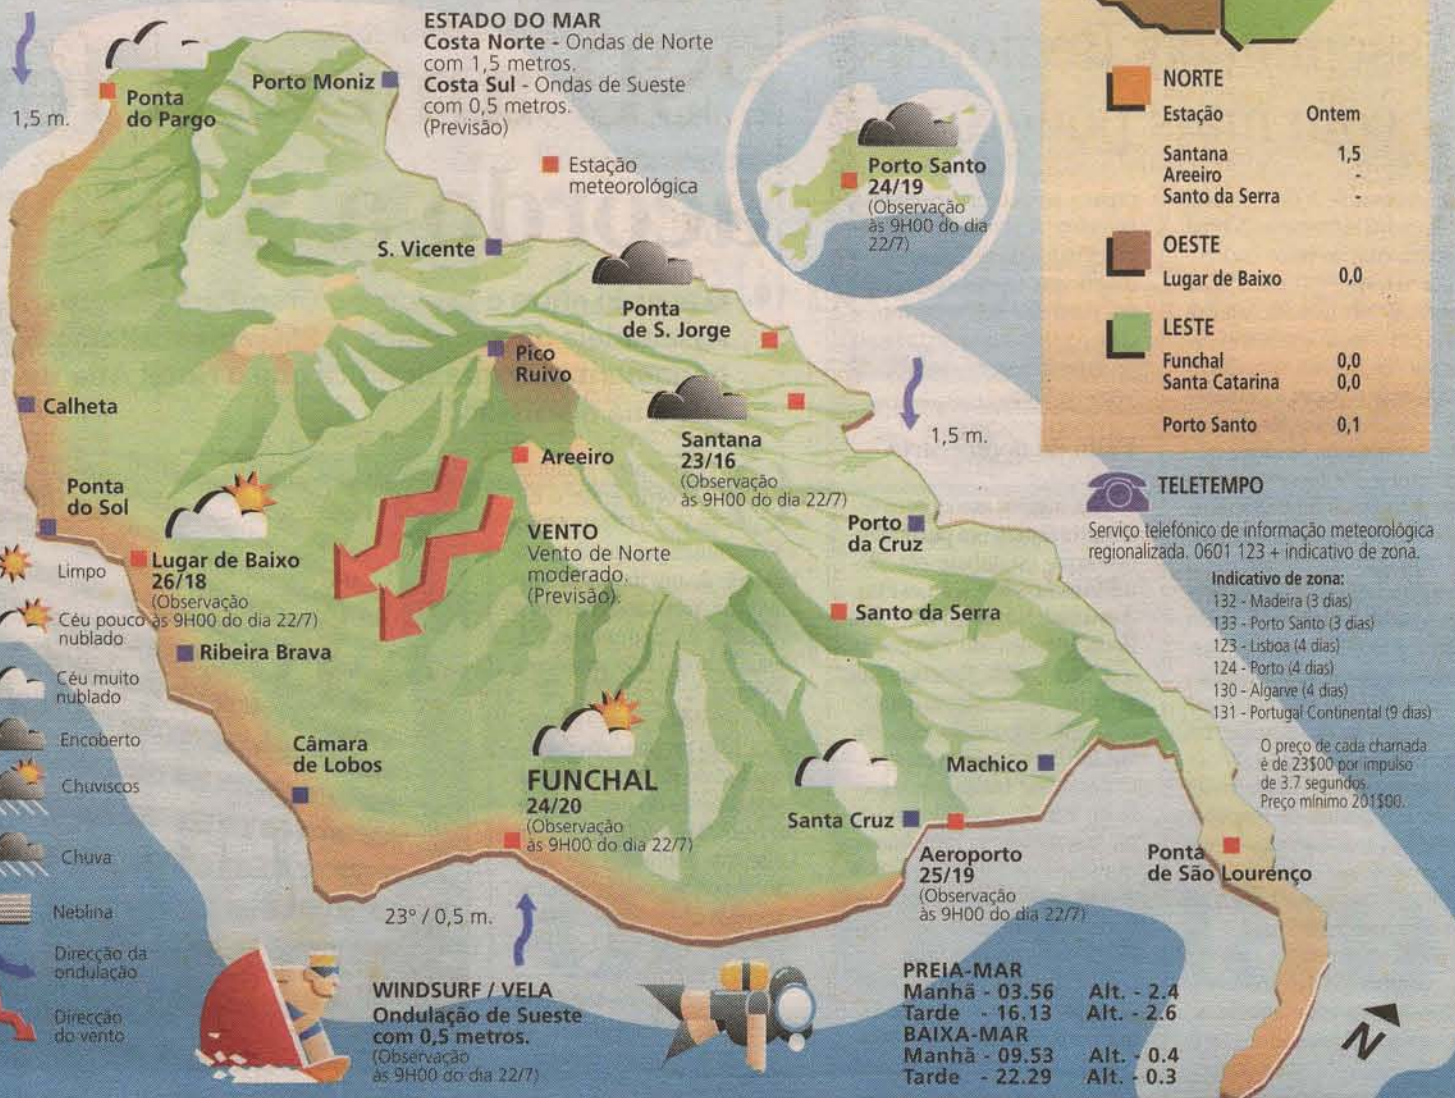 ESTADO DO MAR
Costa Norte - Ondas de Norte
com 1,5 metros.
Costa Sul - Ondas de Sueste
com 0,5 metros.
(Previsão)
Estação
meteorológica
1,5 m.
Ponta
do Pargo
Porto Moniz
S. Vicente
Porto Santo
24/19
(Observação
às 9H00 do dia
22/7)
Ponta
de S. Jorge
Pico
Ruivo
Calheta
Santana
23/16
(Observação
às 9H00 do dia 22/7)
1,5 m.
Areeiro
Ponta
do Sol
VENTO
Vento de Norte
moderado.
(Previsão).
Porto
da Cruz
Lugar de Baixo
26/18
(Observação
às 9H00 do dia 22/7)
Santo da Serra
Ribeira Brava
Câmara
de Lobos
FUNCHAL
24/20
(Observação
às 9H00 do dia 22/7)
Machico
Santa Cruz
Aeroporto
25/19
(Observação
às 9H00 do dia 22/7)
Ponta
de São Lourenço
23° / 0,5 m.
Limpo
Céu pouco
nublado
Céu muito
nublado
Encoberto
Chuviscos
Chuva
Neblina
Direcção da
ondulação
Direcção
do vento
WINDSURF / VELA
Ondulação de Sueste
com 0,5 metros.
(Observação
às 9H00 do dia 22/7)
PREIA-MAR
Manhã - 03.56 Alt. - 2.4
Tarde - 16.13 Alt. - 2.6
BAIXA-MAR
Manhã - 09.53 Alt. - 0.4
Tarde - 22.29 Alt. - 0.3
N
NORTE
Estação Ontem
Santana 1,5
Areeiro -
Santo da Serra -
OESTE
Lugar de Baixo 0,0
LESTE
Funchal 0,0
Santa Catarina 0,0
Porto Santo 0,1
TELETEMPO
Serviço telefónico de informação meteorológica
regionalizada. 0601 123 + indicativo de zona.
Indicativo de zona:
132 - Madeira (3 dias)
133 - Porto Santo (3 dias)
123 - Lisboa (4 dias)
124 - Porto (4 dias)
130 - Algarve (4 dias)
131 - Portugal Continental (9 dias)
O preço de cada chamada
é de 23$00 por impulso
de 3.7 segundos.
Preço mínimo 201$00.